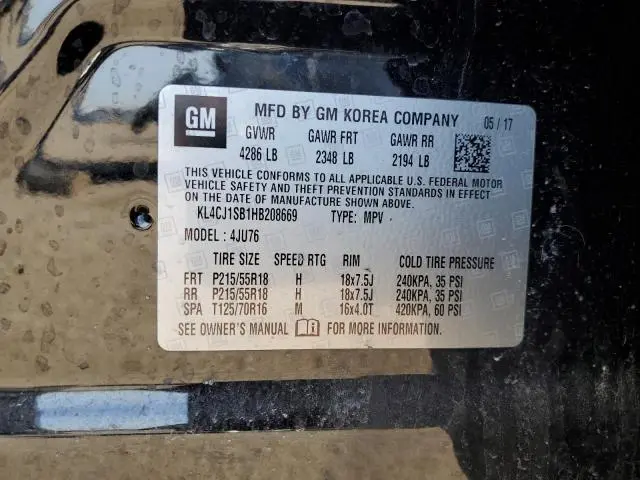 GM
MFD BY GM KOREA COMPANY 05/17
GVWR GAWR FRT GAWR RR
4286 LB 2348 LB 2194 LB
THIS VEHICLE CONFORMS TO ALL APPLICABLE U.S. FEDERAL MOTOR
VEHICLE SAFETY AND THEFT PREVENTION STANDARDS IN EFFECT
ON THE DATE OF MANUFACTURE SHOWN ABOVE.
KL4CJ1SB1HB208669 TYPE: MPV
MODEL: 4JU76
TIRE SIZE SPEED RTG RIM COLD TIRE PRESSURE
FRT P215/55R18 H 18x7.5J 240KPA, 35 PSI
RR P215/55R18 H 18x7.5J 240KPA, 35 PSI
SPA T125/70R16 M 16x4.0T 420KPA, 60 PSI
SEE OWNER'S MANUAL FOR MORE INFORMATION.